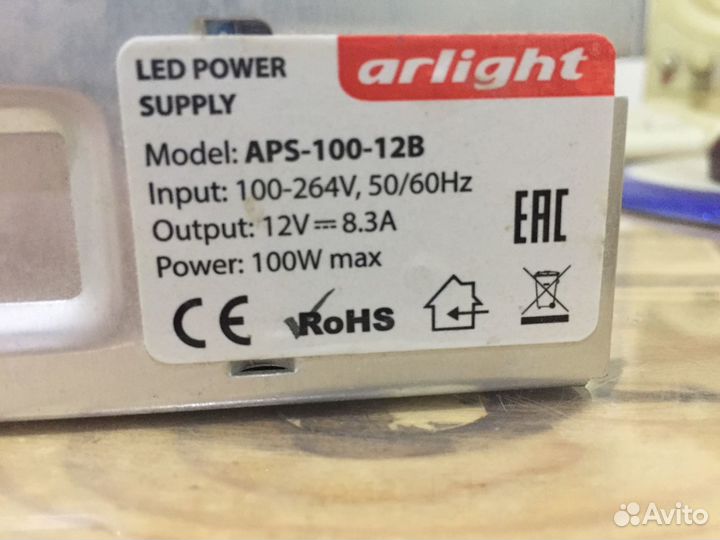 LED POWER
SUPPLY
arlight®
Model: APS-100-12B
Input: 100-264V, 50/60Hz
Output: 12V⎓8.3A
Power: 100W max
EAC
CE RoHS
Avito